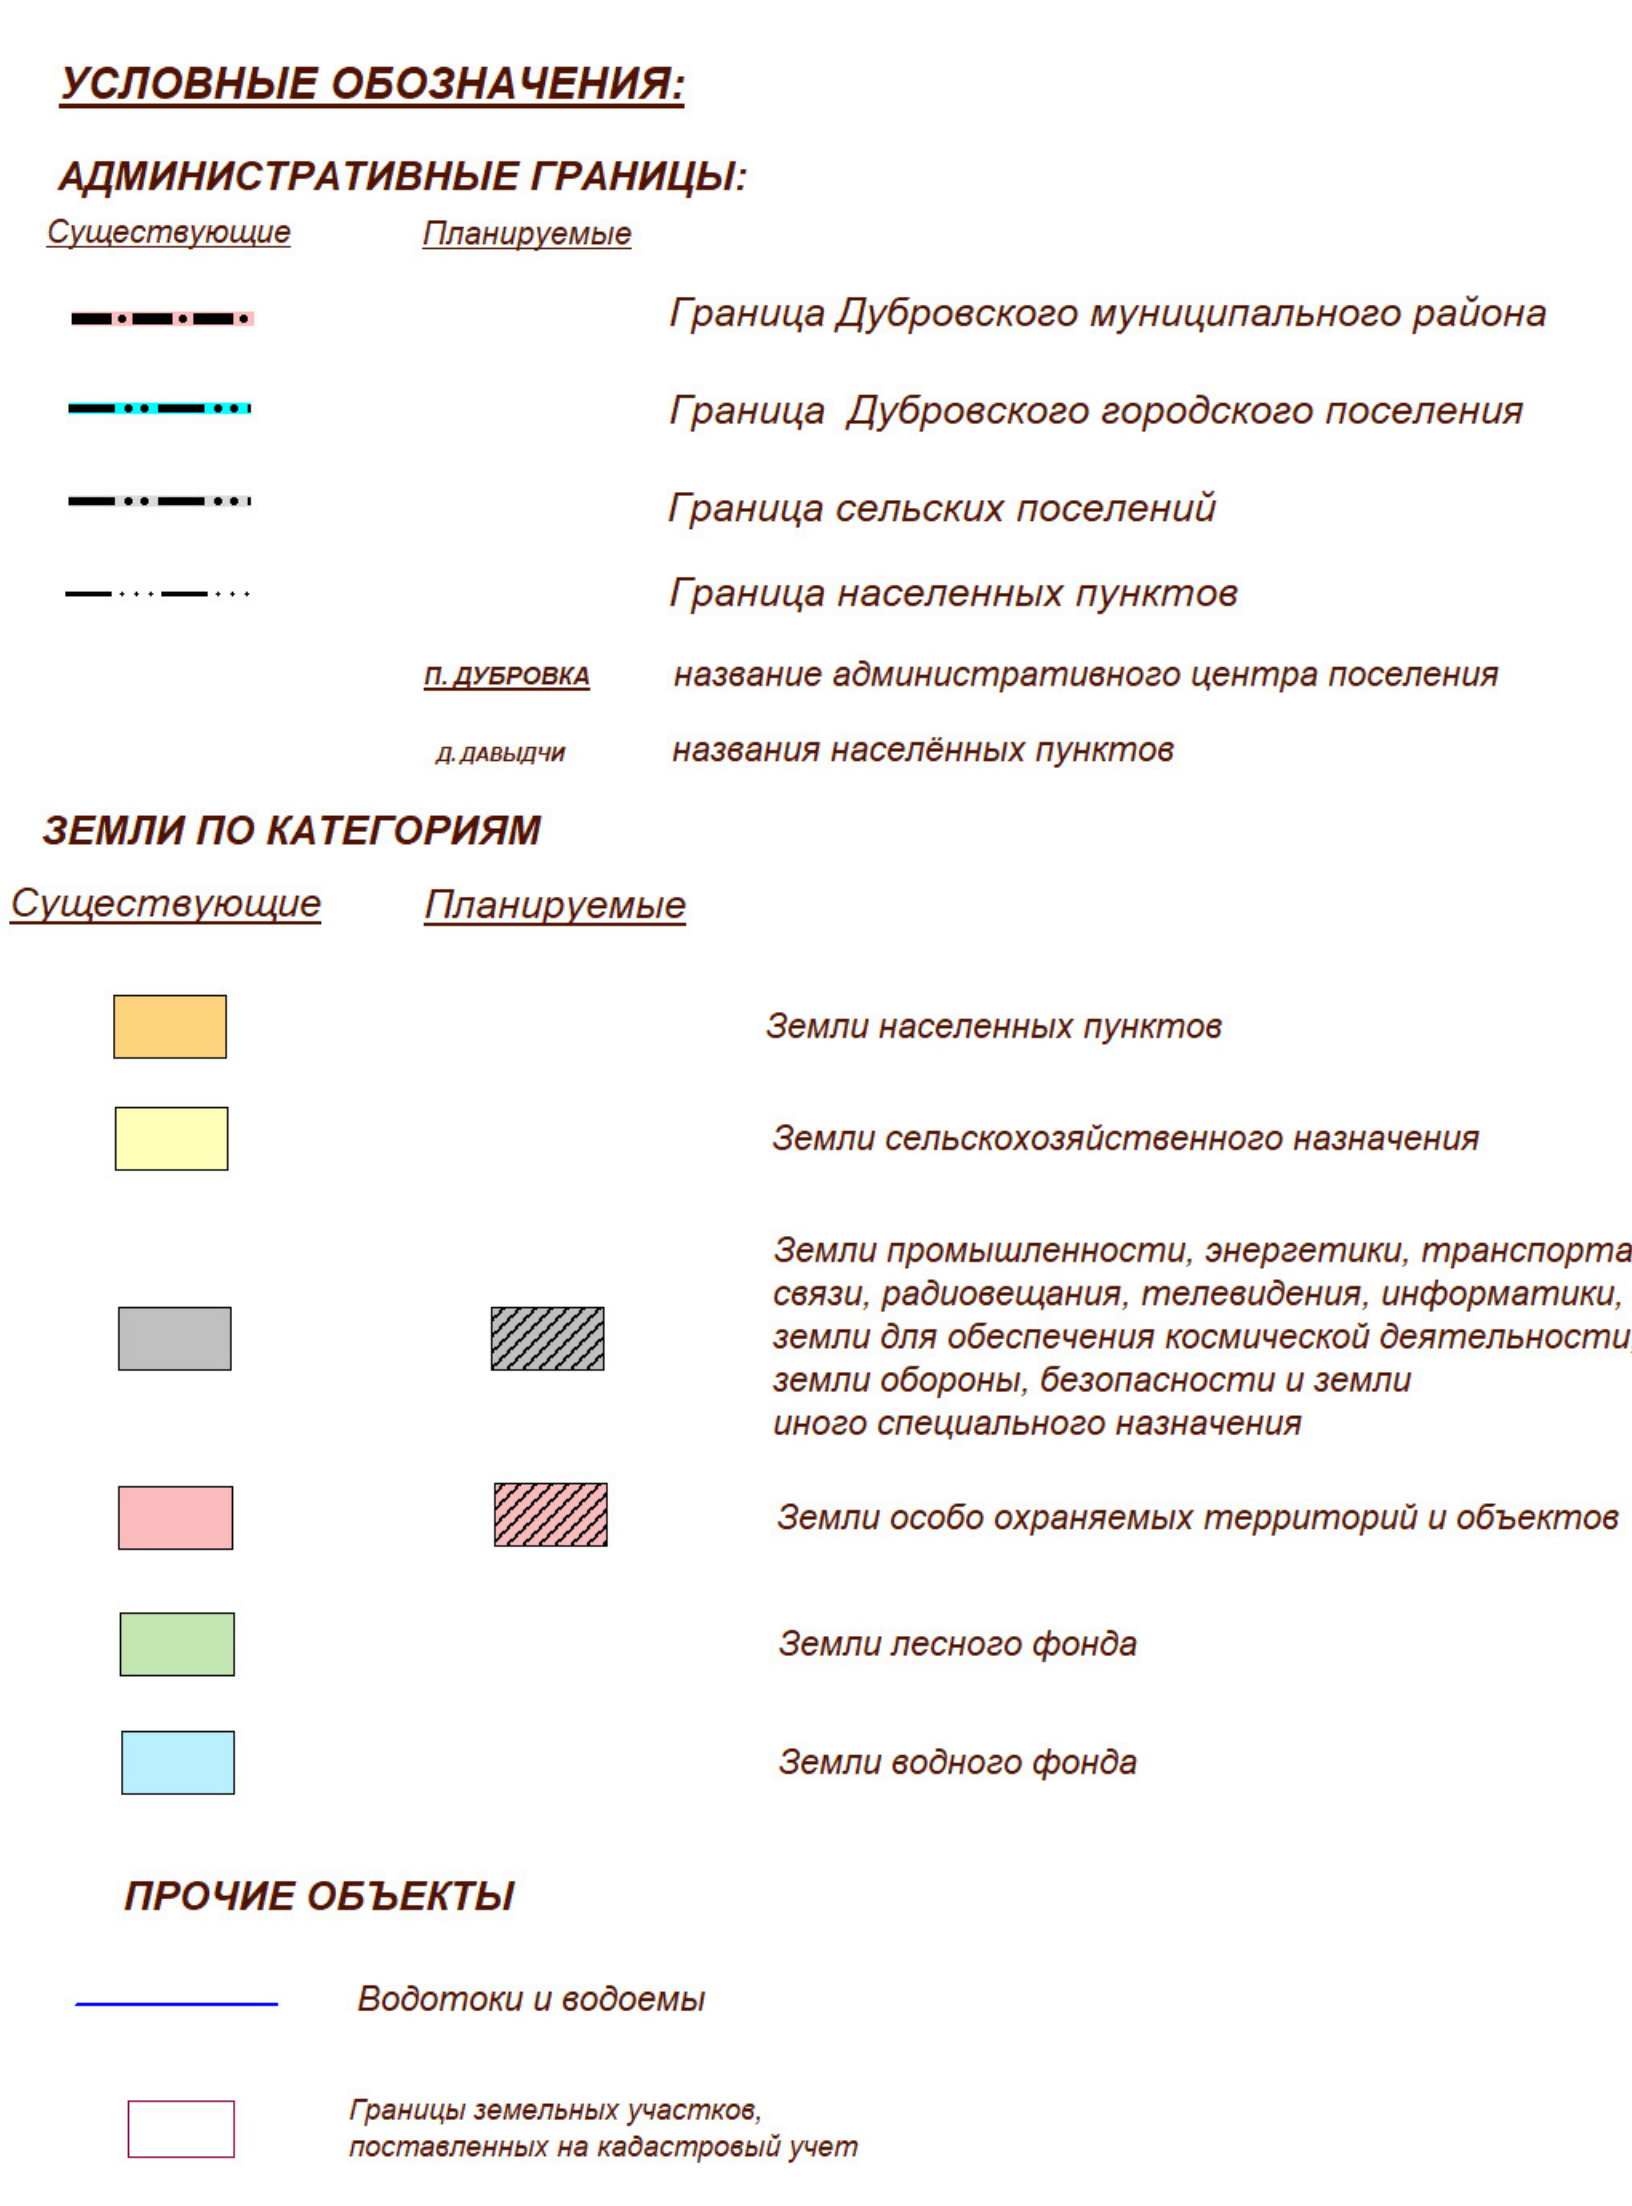 УСЛОВНЫЕ ОБОЗНАЧЕНИЯ:
АДМИНИСТРАТИВНЫЕ ГРАНИЦЫ:
Существующие Планируемые
Граница Дубровского муниципального района
Граница Дубровского городского поселения
Граница сельских поселений
Граница населенных пунктов
П. ДУБРОВКА название административного центра поселения
Д. ДАВЫДЧИ названия населённых пунктов
ЗЕМЛИ ПО КАТЕГОРИЯМ
Существующие Планируемые
Земли населенных пунктов
Земли сельскохозяйственного назначения
Земли промышленности, энергетики, транспорта
связи, радиовещания, телевидения, информатики,
земли для обеспечения космической деятельности,
земли обороны, безопасности и земли
иного специального назначения
Земли особо охраняемых территорий и объектов
Земли лесного фонда
Земли водного фонда
ПРОЧИЕ ОБЪЕКТЫ
Водотоки и водоемы
Границы земельных участков,
поставленных на кадастровый учет